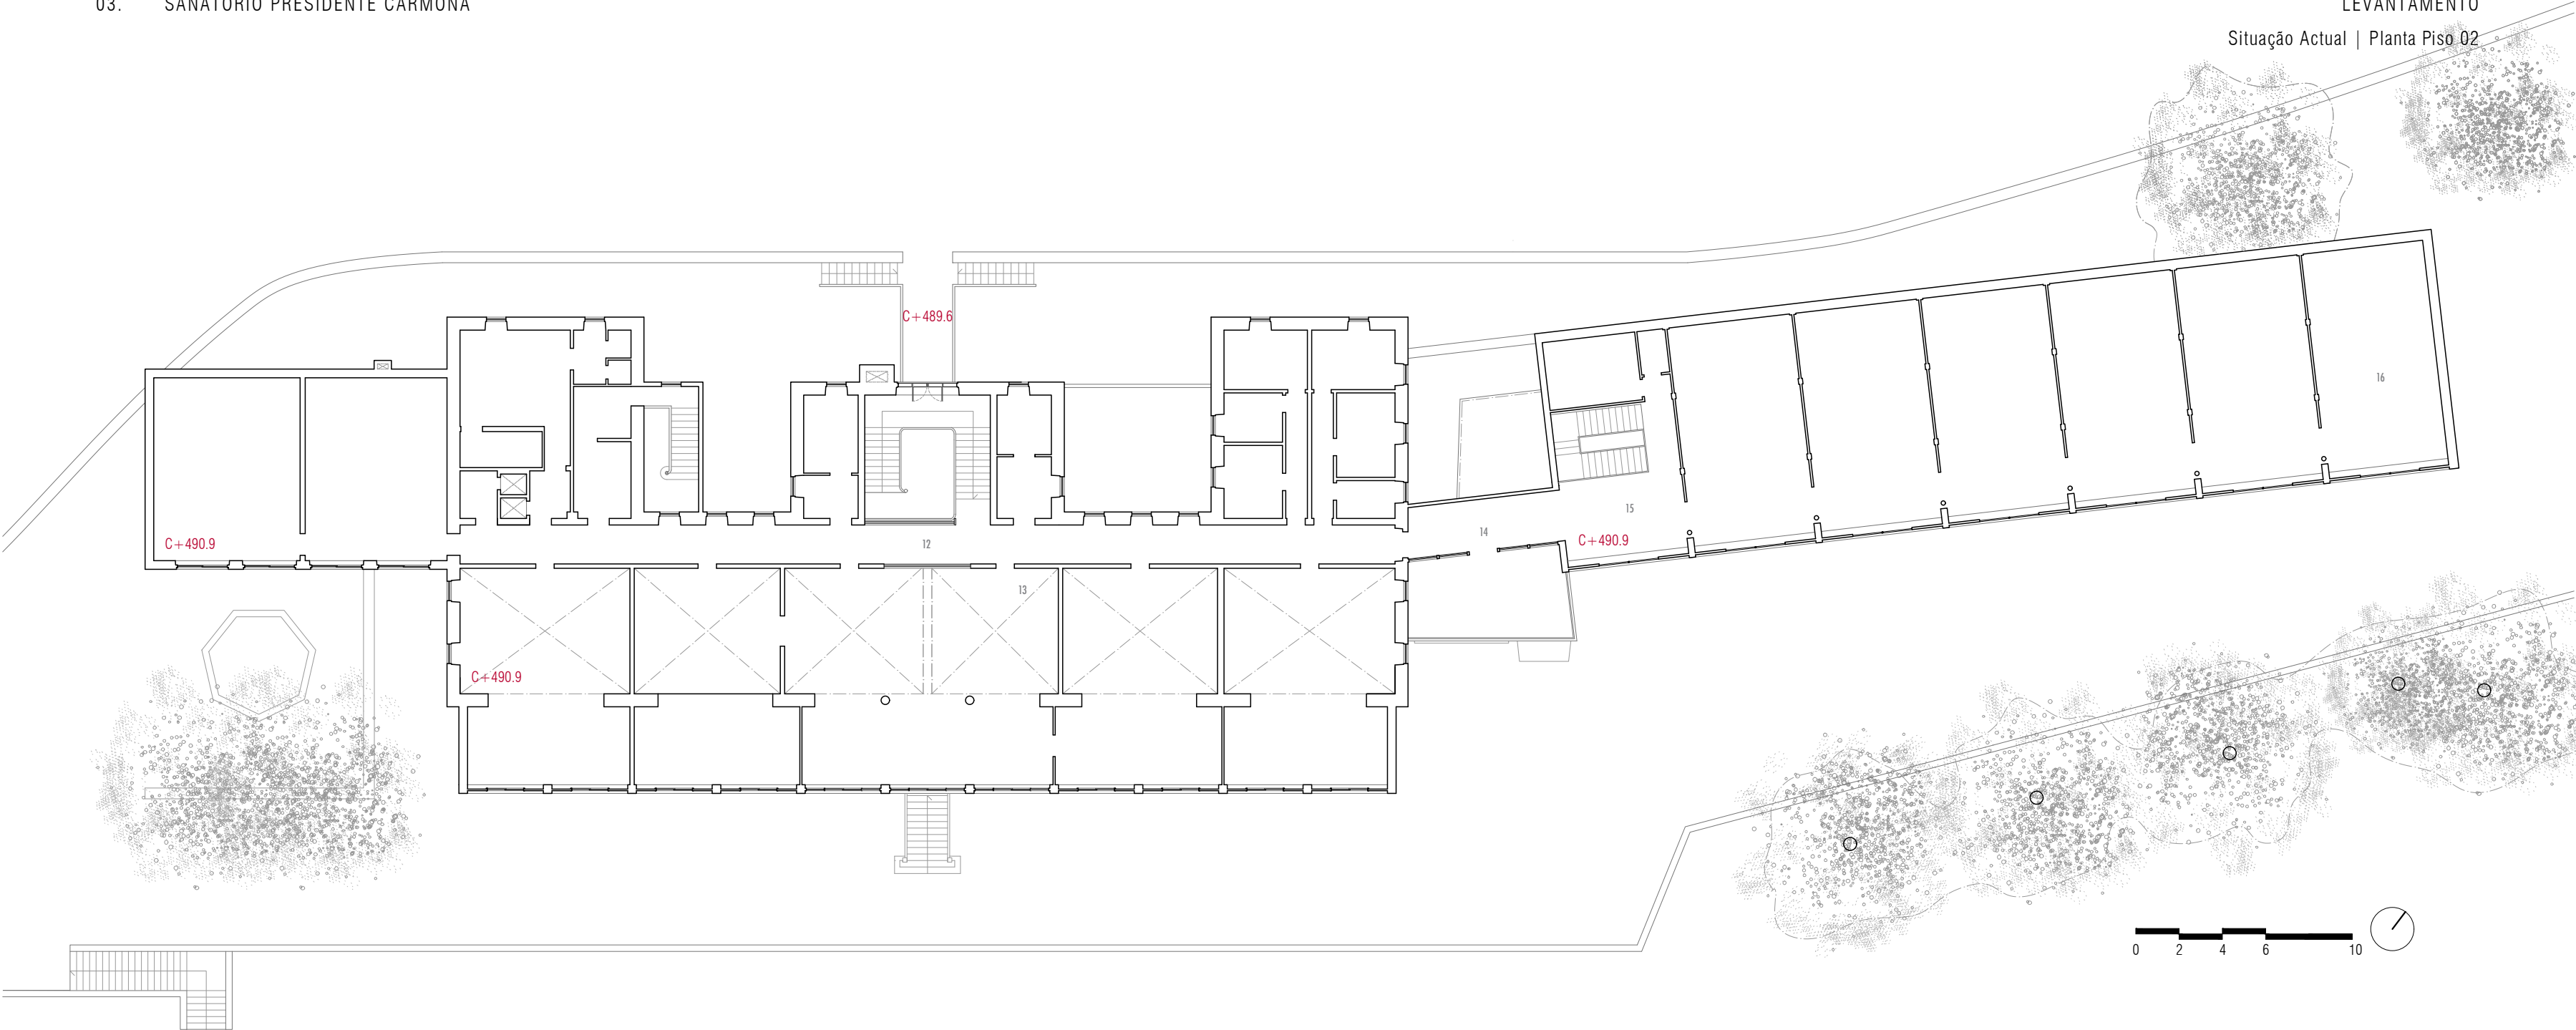 03. SANATÓRIO PRESIDENTE CARMONA
LEVANTAMENTO
Situação Actual | Planta Piso 02
C+489.6
16
C+490.9
12
14
15
C+490.9
13
C+490.9
0 2 4 6 10